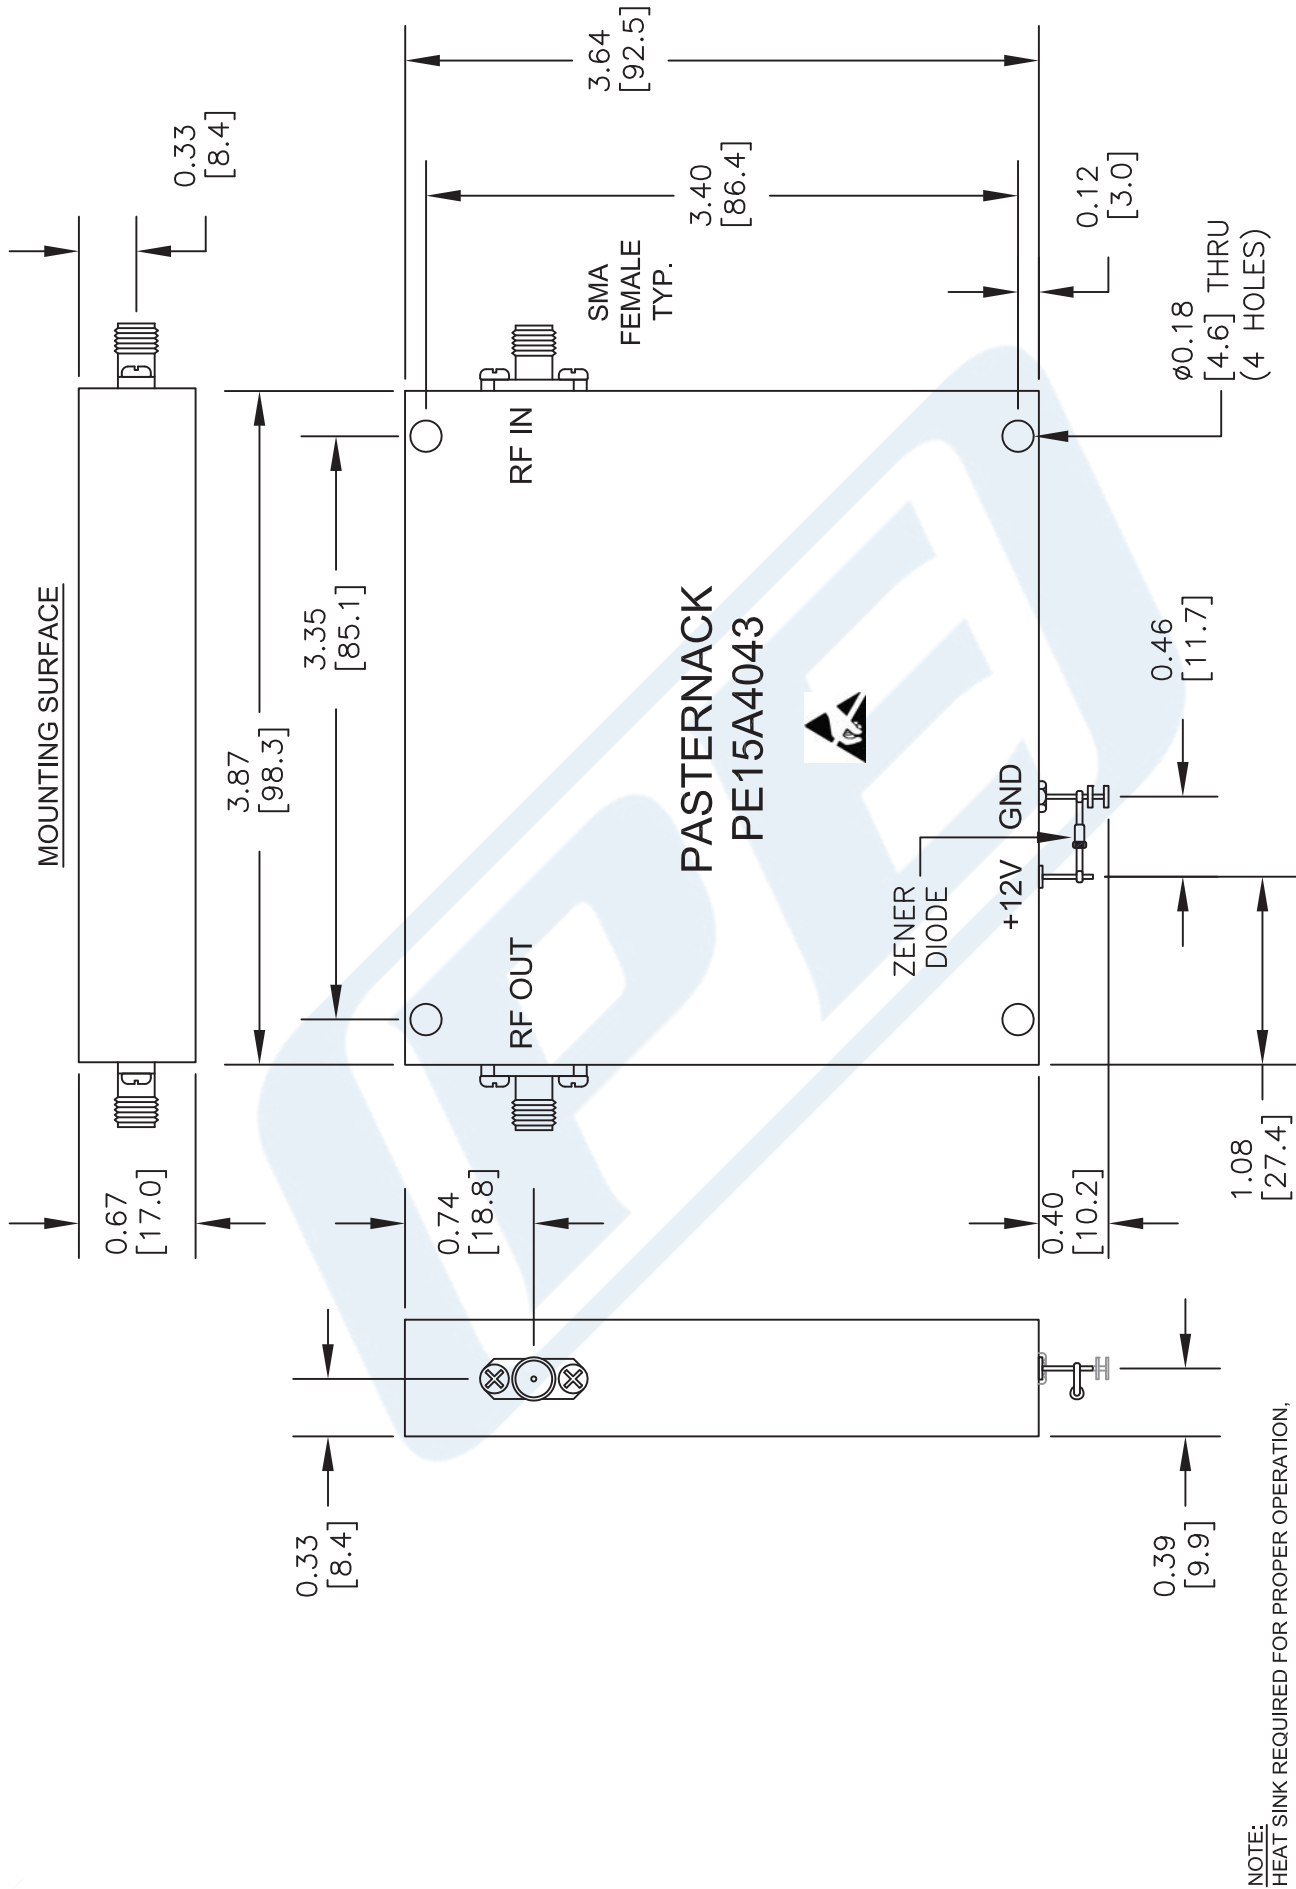 MOUNTING SURFACE
0.67
[17.0]
0.33
[8.4]
3.87
[98.3]
3.35
[85.1]
0.33
[8.4]
0.74
[18.8]
RF OUT
RF IN
SMA
FEMALE
TYP.
3.64
[92.5]
3.40
[86.4]
PASTERNACK
PE15A4043
ZENER
DIODE
+12V
GND
0.12
[3.0]
0.40
[10.2]
0.39
[9.9]
0.46
[11.7]
ø0.18
[4.6] THRU
(4 HOLES)
1.08
[27.4]
NOTE:
HEAT SINK REQUIRED FOR PROPER OPERATION,
PE